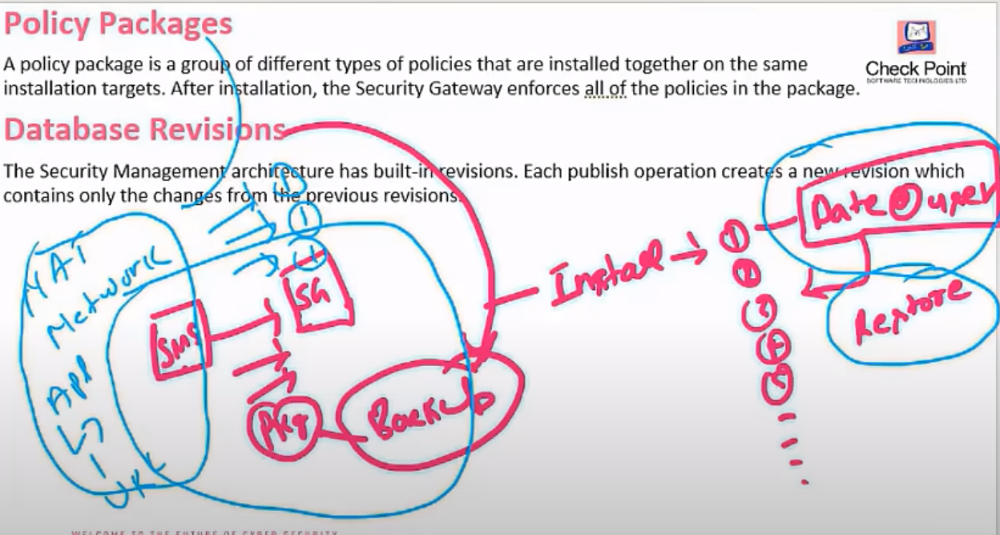 Policy Packages
A policy package is a group of different types of policies that are installed together on the same
installation targets. After installation, the Security Gateway enforces all of the policies in the package.
Check Point
SOFTWARE TECHNOLOGIES LTD
Database Revisions
The Security Management architecture has built-in revisions. Each publish operation creates a new revision which
contains only the changes from the previous revisions.
Date @ user
1
1
Install
1
2
3
4
5
Network
SG
SMS
Restore
APP
PKg
Backup
WELCOME TO THE FUTURE OF CYBER SECURITY